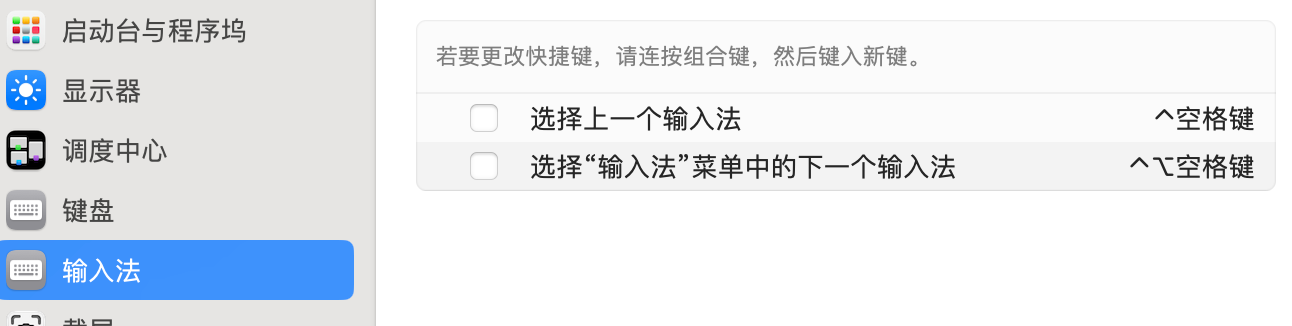 启动台与程序坞
显示器
调度中心
键盘
输入法
若要更改快捷键，请连按组合键，然后键入新键。
选择上一个输入法 ^空格键
选择“输入法”菜单中的下一个输入法 ^⌥空格键